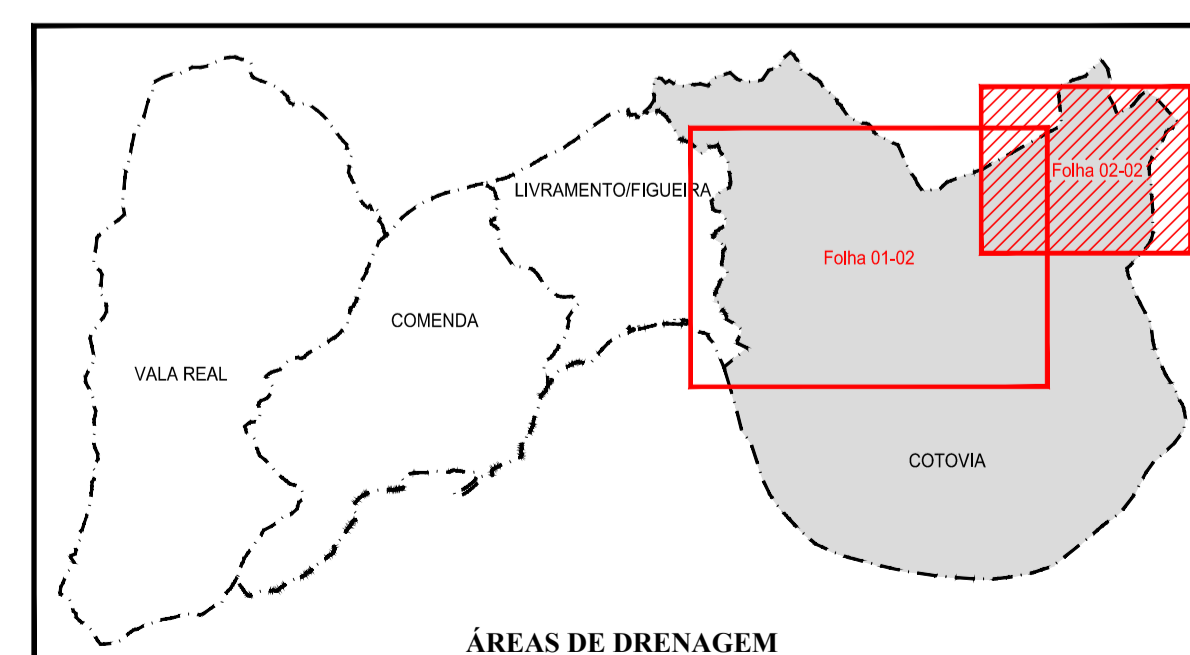 Folha 02-02
LIVRAMENTO/FIGUEIRA
Folha 01-02
COMENDA
VALA REAL
COTOVIA
ÁREAS DE DRENAGEM